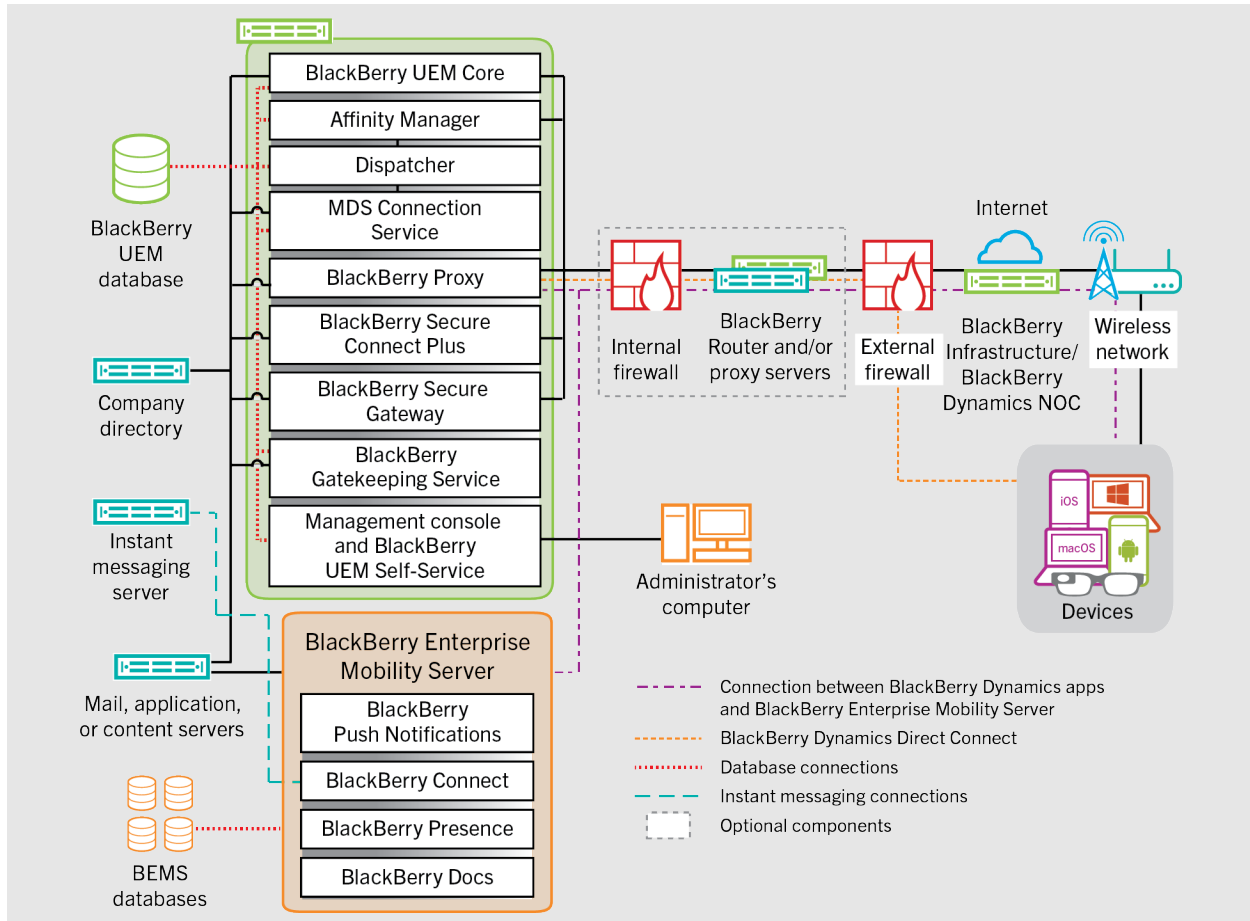 BlackBerry UEM Core
Affinity Manager
Dispatcher
MDS Connection
Service
BlackBerry Proxy
BlackBerry Secure
Connect Plus
BlackBerry Secure
Gateway
BlackBerry
Gatekeeping Service
Management console
and BlackBerry
UEM Self-Service
BlackBerry
UEM
database
Company
directory
Instant
messaging
server
Mail, application,
or content servers
BEMS
databases
BlackBerry Enterprise
Mobility Server
BlackBerry
Push Notifications
BlackBerry Connect
BlackBerry Presence
BlackBerry Docs
Internal
firewall
BlackBerry
Router and/or
proxy servers
External
firewall
Internet
BlackBerry
Infrastructure/
BlackBerry
Dynamics NOC
Wireless
network
Administrator’s
computer
iOS
macOS
Devices
Connection between BlackBerry Dynamics apps
and BlackBerry Enterprise Mobility Server
BlackBerry Dynamics Direct Connect
Database connections
Instant messaging connections
Optional components